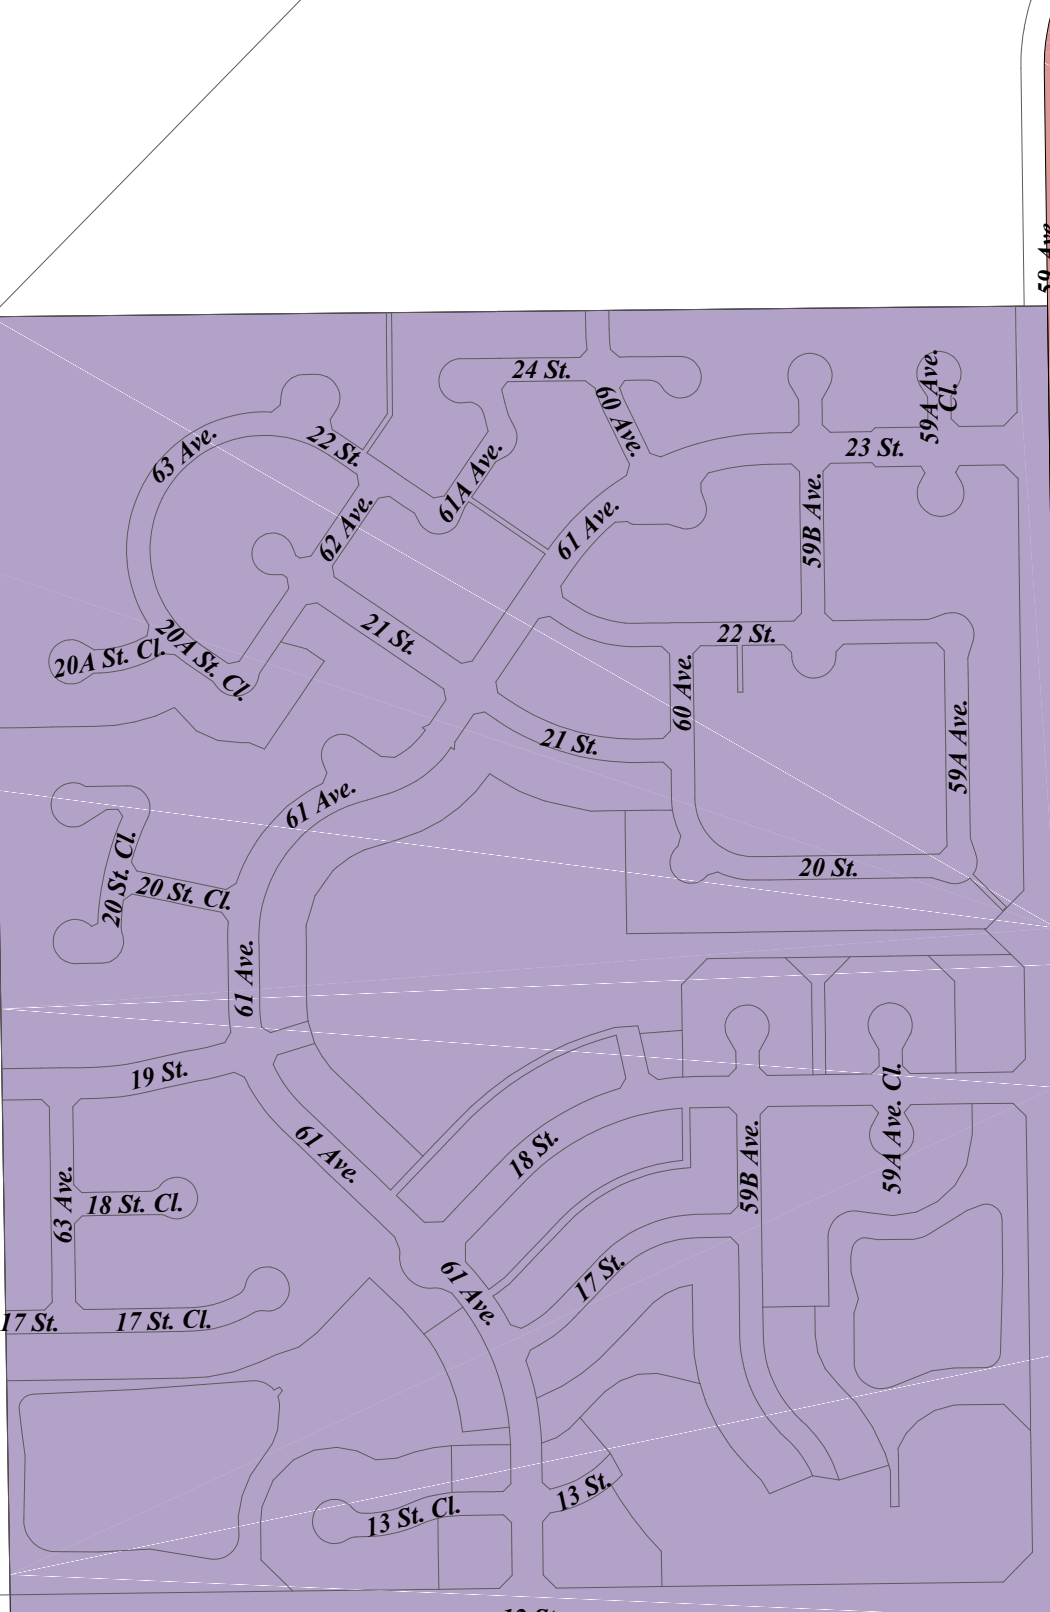 59 Ave.
24 St.
60 Ave.
59A Ave.
Cl.
63 Ave.
22 St.
23 St.
61A Ave.
62 Ave.
61 Ave.
59B Ave.
20A St. Cl.
20A St. Cl.
21 St.
22 St.
60 Ave.
21 St.
59A Ave.
61 Ave.
20 St. Cl.
20 St. Cl.
20 St.
61 Ave.
19 St.
61 Ave.
18 St.
59B Ave.
59A Ave. Cl.
63 Ave.
18 St. Cl.
61 Ave.
17 St.
17 St.
17 St. Cl.
13 St. Cl.
13 St.